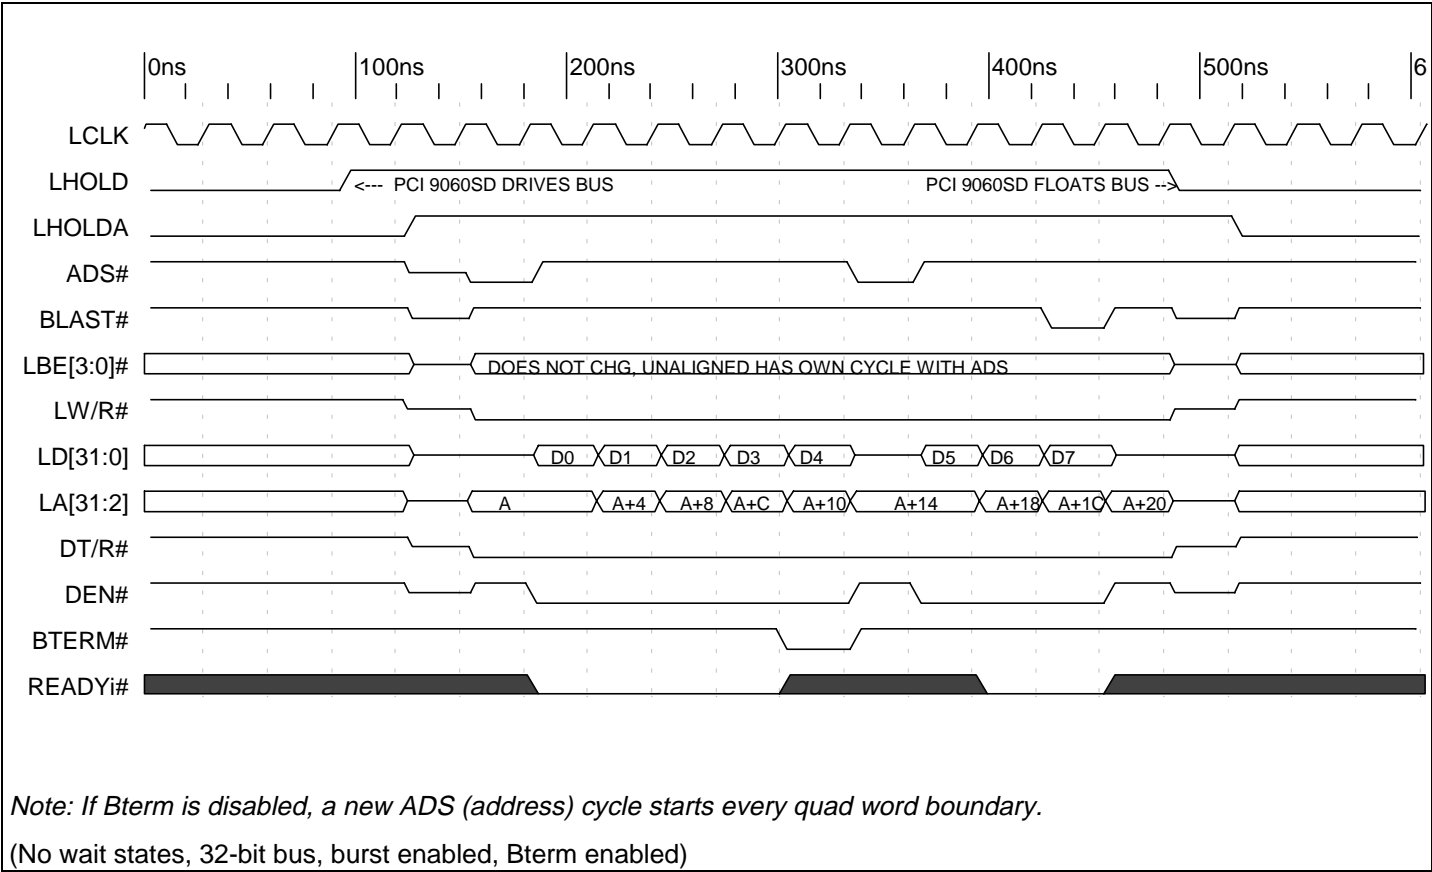 0ns 100ns 200ns 300ns 400ns 500ns 6
LCLK
LHOLD <--- PCI 9060SD DRIVES BUS PCI 9060SD FLOATS BUS -->
LHOLDA
ADS#
BLAST#
LBE[3:0]# DOES NOT CHG, UNALIGNED HAS OWN CYCLE WITH ADS
LW/R#
LD[31:0] D0 D1 D2 D3 D4 D5 D6 D7
LA[31:2] A A+4 A+8 A+C A+10 A+14 A+18 A+1C A+20
DT/R#
DEN#
BTERM#
READYi#
Note: If Bterm is disabled, a new ADS (address) cycle starts every quad word boundary.
(No wait states, 32-bit bus, burst enabled, Bterm enabled)